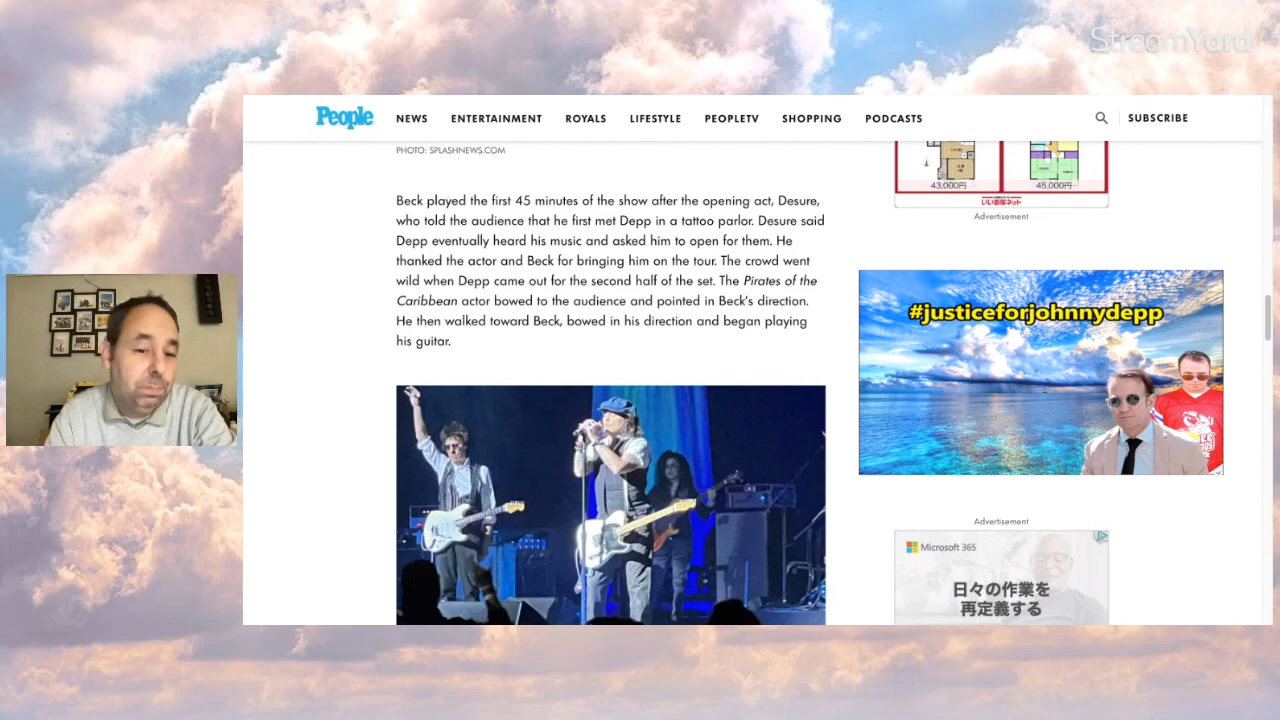 StreamYard
People NEWS ENTERTAINMENT ROYALS LIFESTYLE PEOPLETV SHOPPING PODCASTS SUBSCRIBE
PHOTO: SPLASHNEWS.COM
Beck played the first 45 minutes of the show after the opening act, Desure,
who told the audience that he first met Depp in a tattoo parlor. Desure said
Depp eventually heard his music and asked him to open for them. He
thanked the actor and Beck for bringing him on the tour. The crowd went
wild when Depp came out for the second half of the set. The Pirates of the
Caribbean actor bowed to the audience and pointed in Beck's direction.
He then walked toward Beck, bowed in his direction and began playing
his guitar.
43,000円 45,000円
いい部屋ネット
Advertisement
#justiceforjohnnydepp
Advertisement
Microsoft 365
日々の作業を
再定義する